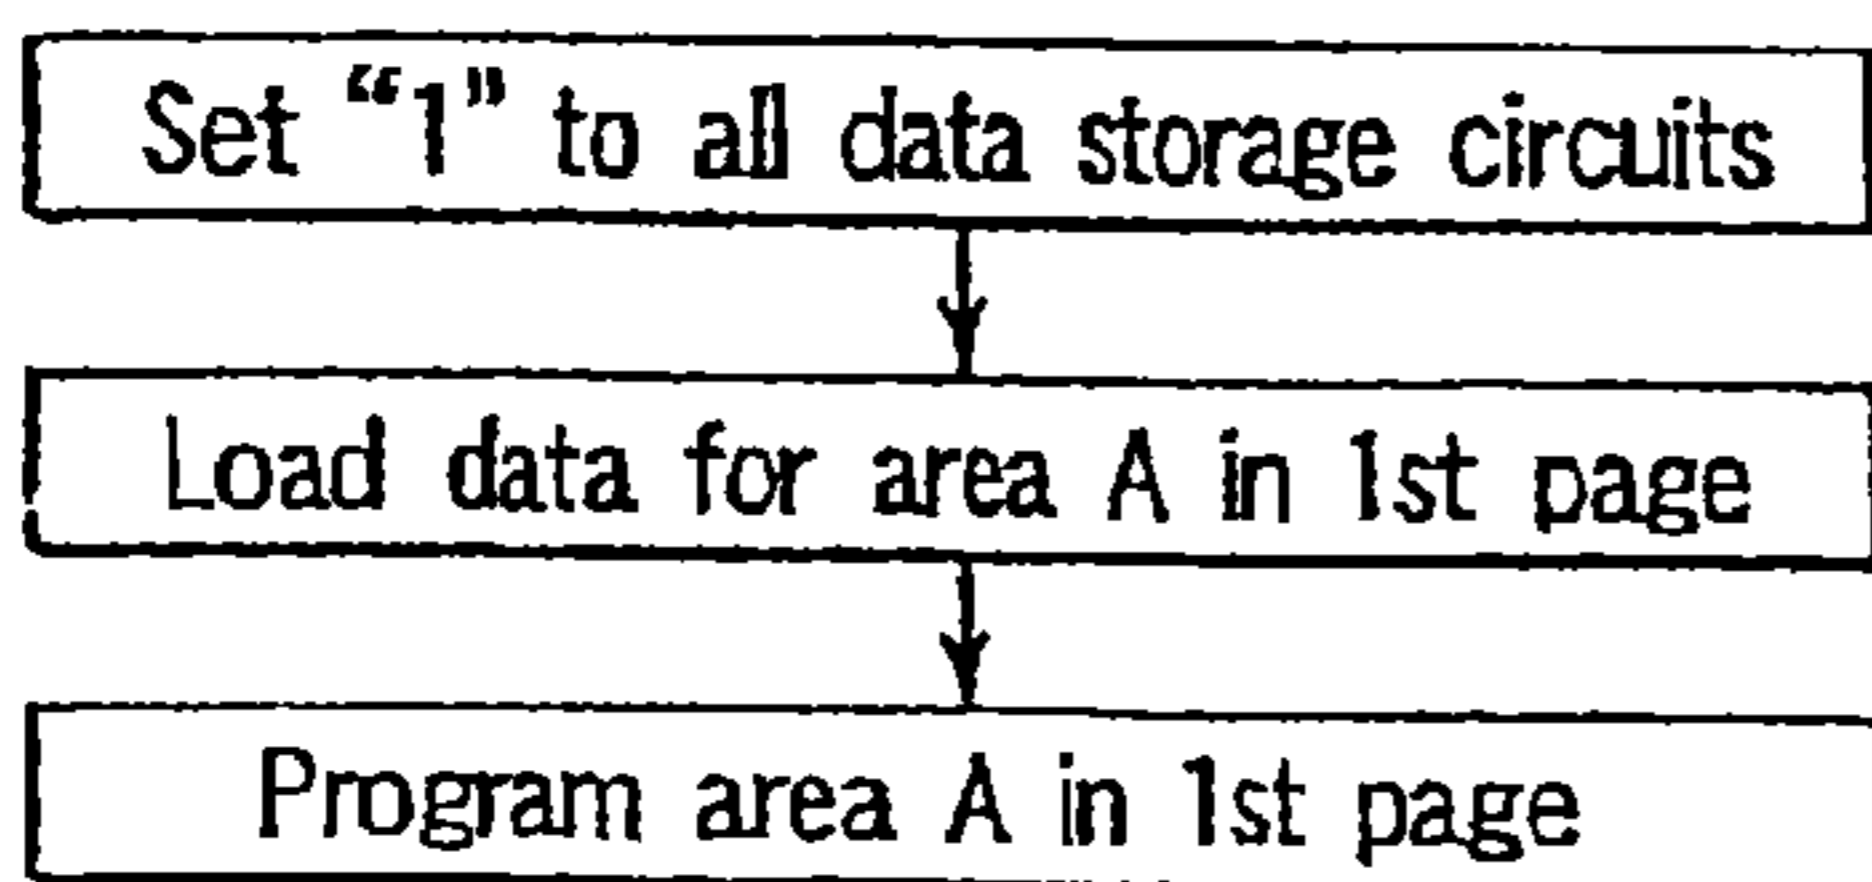 Set “1” to all data storage circuits
Load data for area A in 1st page
Program area A in 1st page